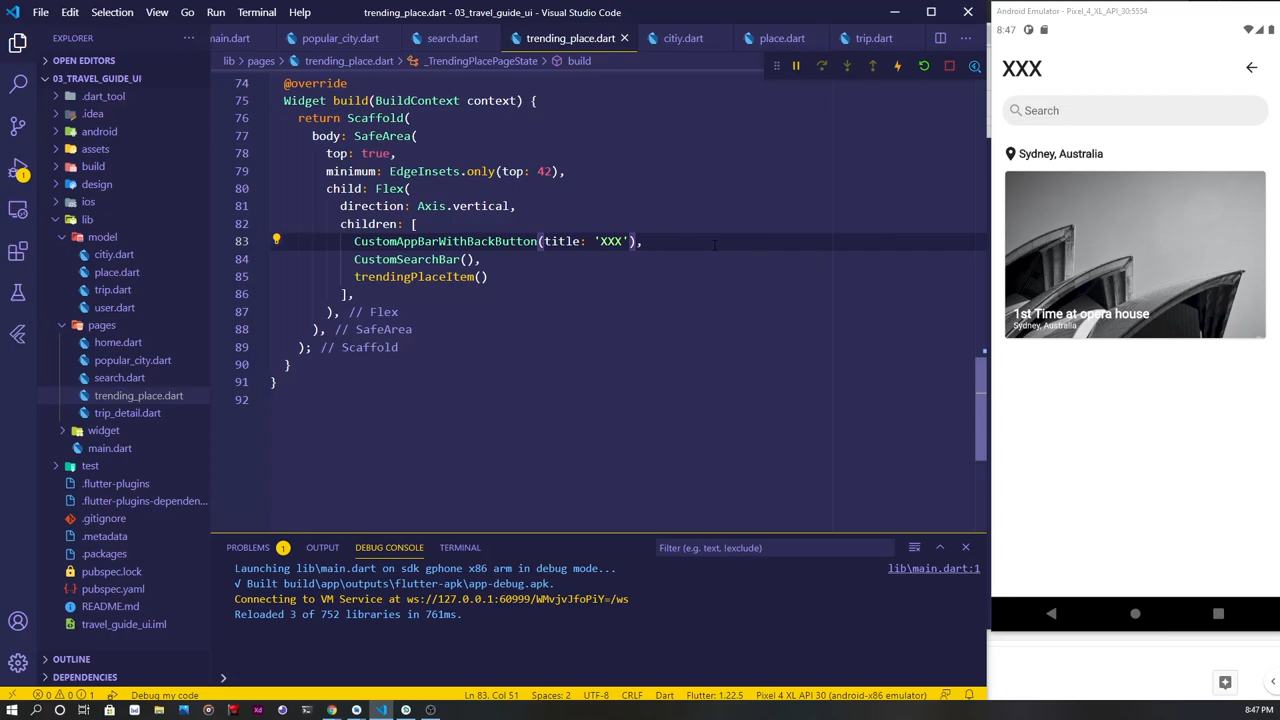 File Edit Selection View Go Run Terminal Help
trending_place.dart - 03_travel_guide_ui - Visual Studio Code
Android Emulator - Pixel_4_XL_API_30:5554
EXPLORER
OPEN EDITORS
03_TRAVEL_GUIDE_UI
.dart_tool
.idea
android
assets
build
design
ios
lib
model
citiy.dart
place.dart
trip.dart
user.dart
pages
home.dart
popular_city.dart
search.dart
trending_place.dart
trip_detail.dart
widget
main.dart
test
.flutter-plugins
.flutter-plugins-dependen...
.gitignore
.metadata
.packages
pubspec.lock
pubspec.yaml
README.md
travel_guide_ui.iml
OUTLINE
DEPENDENCIES
main.dart
city.dart
search.dart
trending_place.dart
citiy.dart
place.dart
trip.dart
lib > pages > trending_place.dart > _TrendingPlacePageState > build
74 @override
75 Widget build(BuildContext context) {
76 return Scaffold(
77 body: SafeArea(
78 top: true,
79 minimum: EdgeInsets.only(top: 42),
80 child: Flex(
81 direction: Axis.vertical,
82 children: [
83 CustomAppBarWithBackButton(title: 'XXX'),
84 CustomSearchBar(),
85 trendingPlaceItem()
86 ],
87 ), // Flex
88 ), // SafeArea
89 ); // Scaffold
90 }
91 }
92
PROBLEMS 1 OUTPUT DEBUG CONSOLE TERMINAL
Filter (e.g. text, !exclude)
Launching lib\main.dart on sdk gphone x86 arm in debug mode...
lib\main.dart:1
√ Built build\app\outputs\flutter-apk\app-debug.apk.
Connecting to VM Service at ws://127.0.0.1:60999/WMvjvJfoPiY=/ws
Reloaded 3 of 752 libraries in 761ms.
0 0 1 Debug my code
Ln 83, Col 51 Spaces: 2 UTF-8 CRLF Dart Flutter: 1.22.5 Pixel 4 XL API 30 (android-x86 emulator)
8:47
XXX
Search
Sydney, Australia
1st Time at opera house
Sydney, Australia
8:47 PM